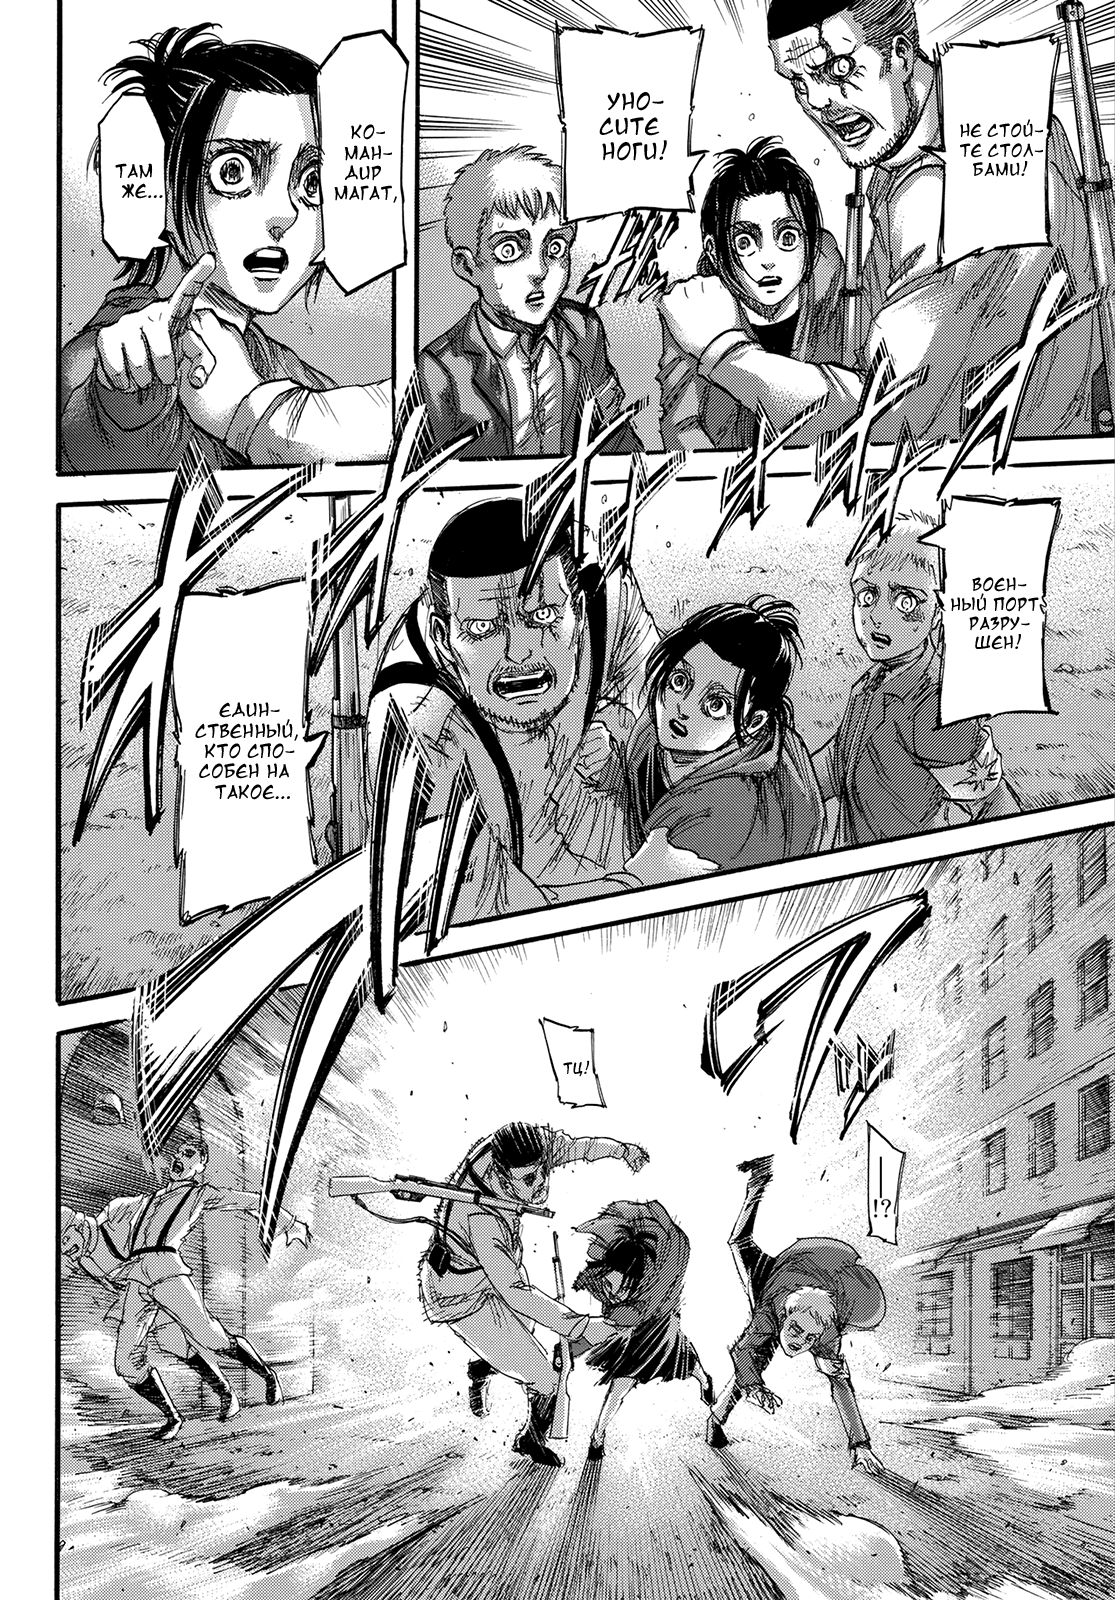 НЕ СТОЙ-
ТЕ СТОЛ-
БАМИ!
УНО-
СИТЕ
НОГИ!
КО-
МАН-
ДИР
МАГАТ,
ТАМ
ЖЕ...
ВОЕН-
НЫЙ ПОРТ
РАЗРУ-
ШЕН!
ЕДИН-
СТВЕННЫЙ,
КТО СПО-
СОБЕН НА
ТАКОЕ...
ТЦ!
—!?